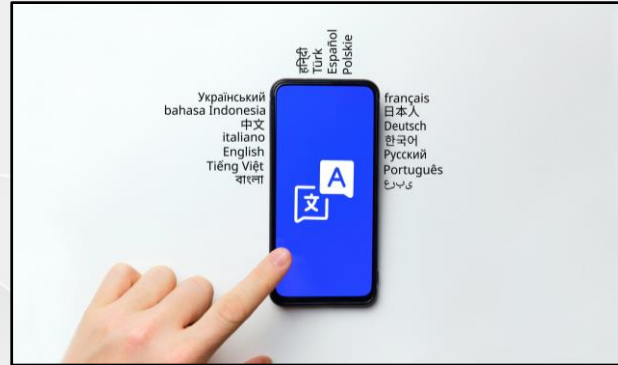 Türk
Español
Polskie
Український
bahasa Indonesia
中文
italiano
English
Tiếng Việt
বাংলা
français
日本人
Deutsch
한국어
Русский
Português
ع ر ب ي
文
A